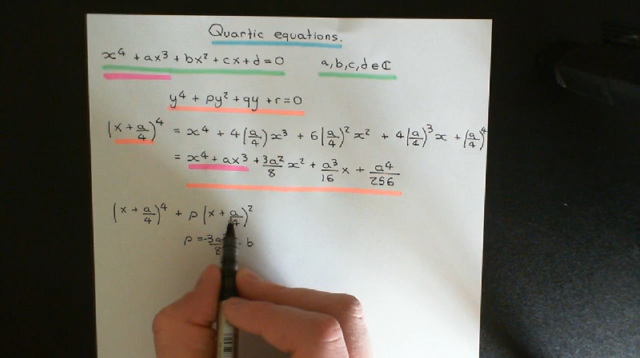 Quartic equations.
x⁴ + ax³ + bx² + cx + d = 0 a, b, c, d ∈ ℂ
y⁴ + py² + qy + r = 0
(x + a/4)⁴ = x⁴ + 4(a/4)x³ + 6(a/4)²x² + 4(a/4)³x + (a/4)⁴
= x⁴ + ax³ + 3a²/8 x² + a³/16 x + a⁴/256
(x + a/4)⁴ + p(x + a/4)²
p = -3a /8 b